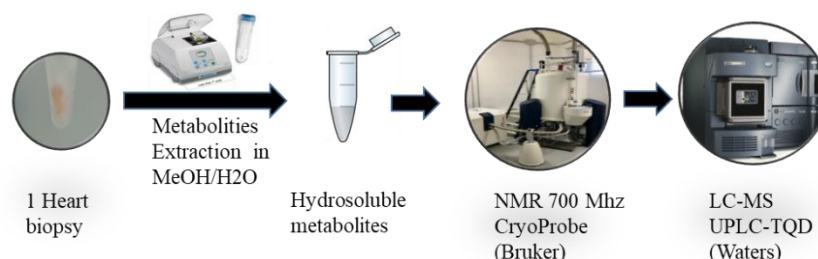 Metabolities
Extraction in
MeOH/H2O
1 Heart
biopsy
Hydrosoluble
metabolites
NMR 700 Mhz
CryoProbe
(Bruker)
LC-MS
UPLC-TQD
(Waters)